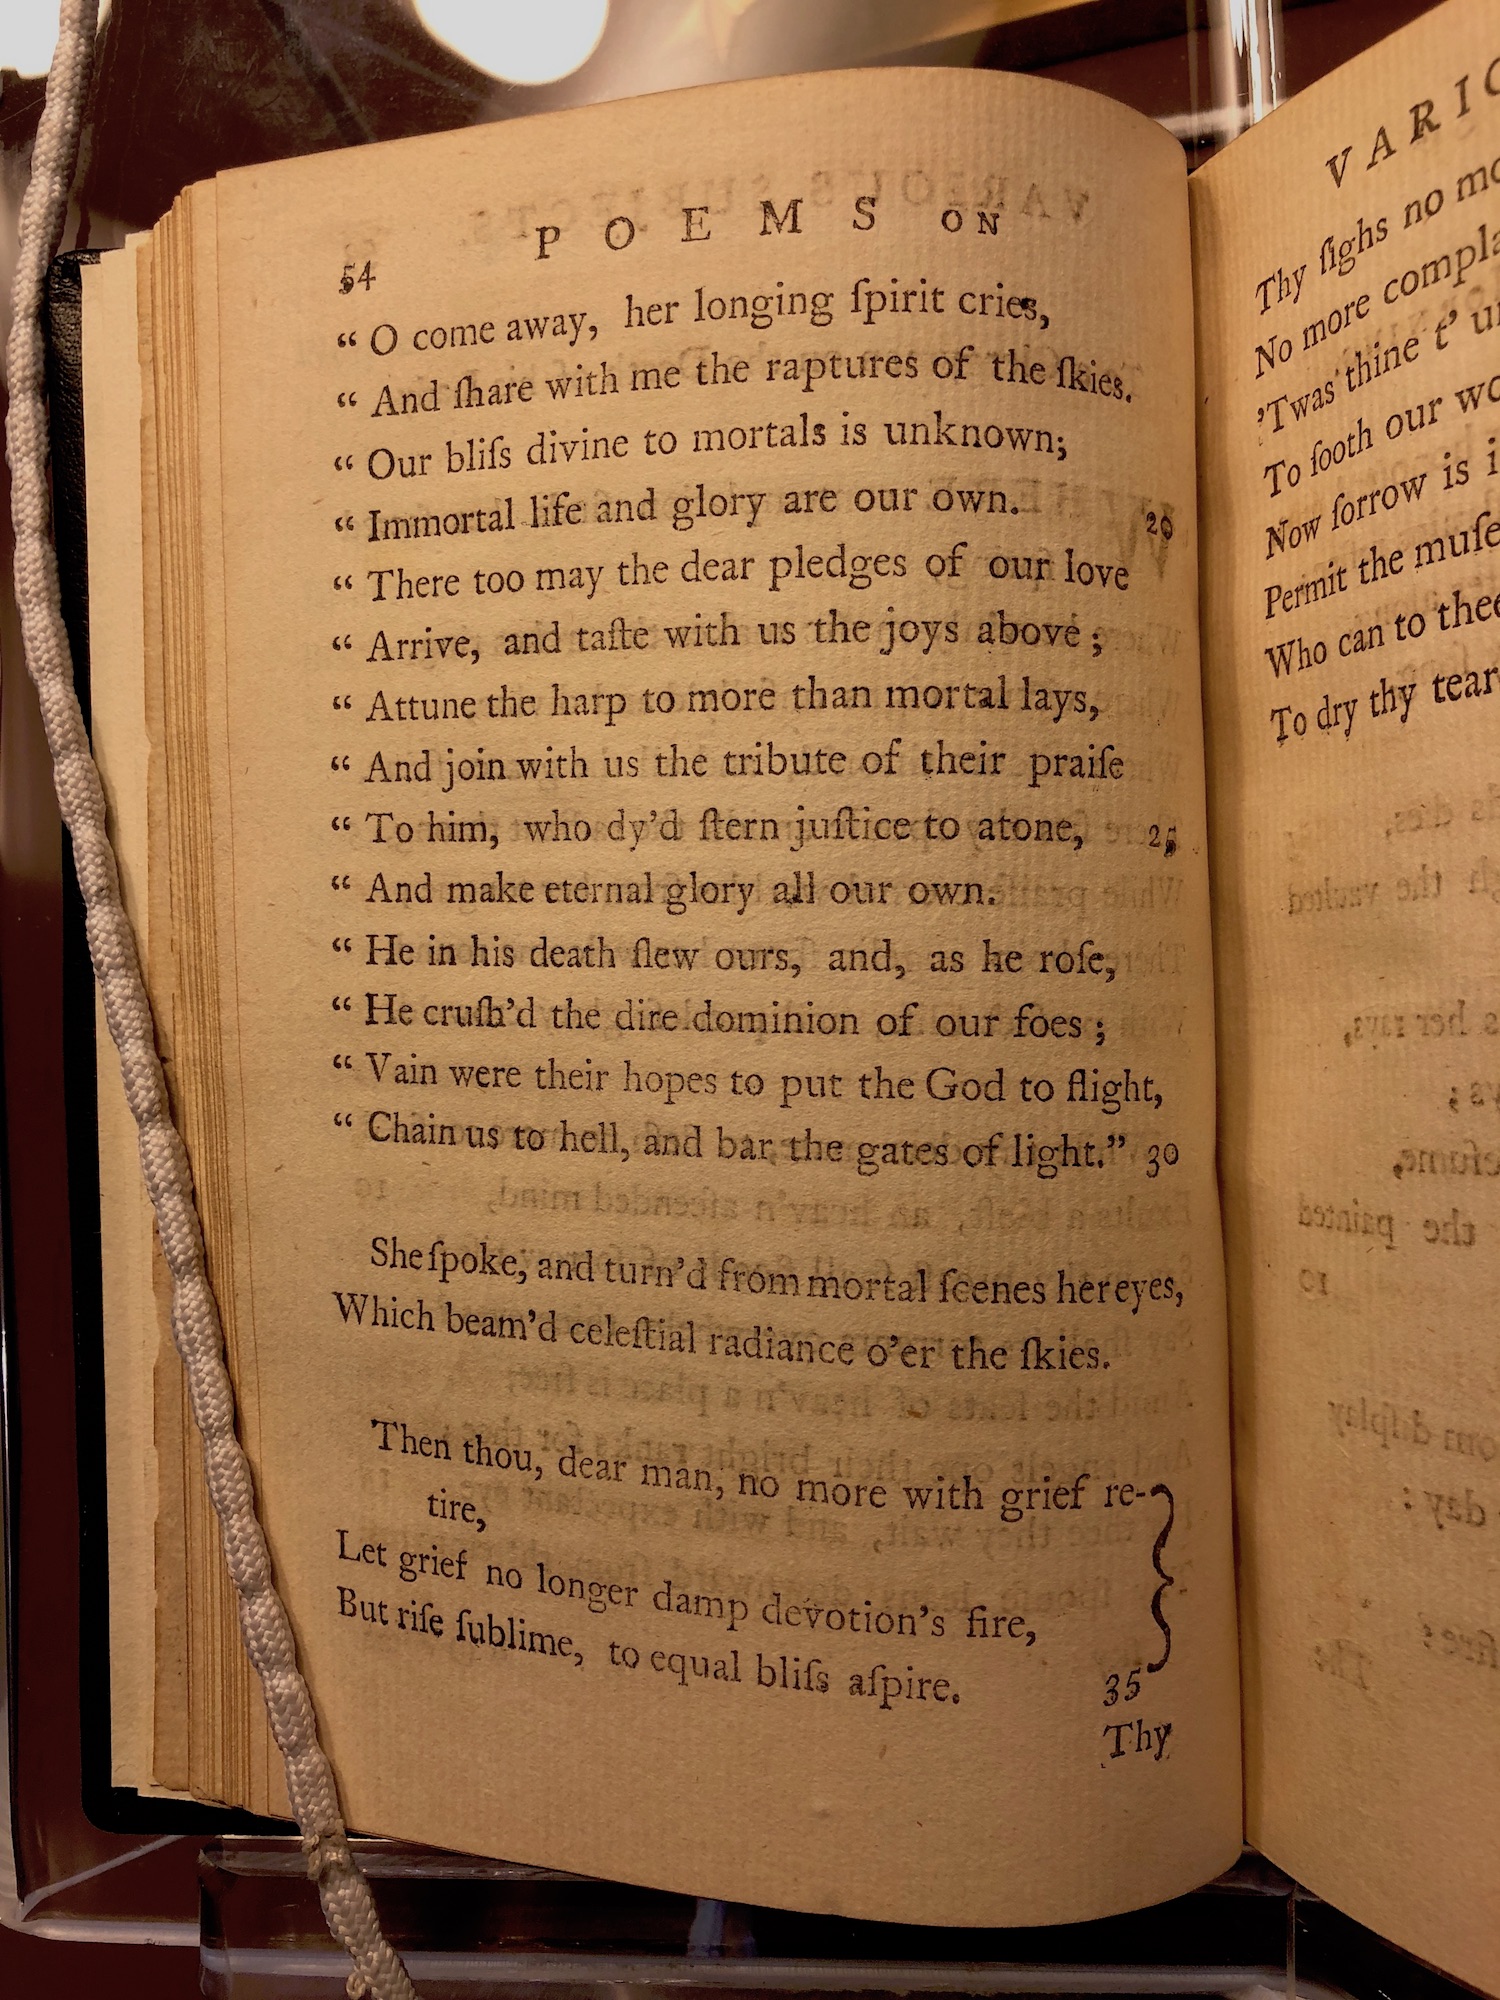 POEMS ON
54
“ O come away, her longing ſpirit cries,
“ And ſhare with me the raptures of the ſkies.
“ Our bliſs divine to mortals is unknown;
“ Immortal life and glory are our own. 20
“ There too may the dear pledges of our love
“ Arrive, and taſte with us the joys above;
“ Attune the harp to more than mortal lays,
“ And join with us the tribute of their praiſe
“ To him, who dy’d ſtern juſtice to atone, 25
“ And make eternal glory all our own.
“ He in his death ſlew ours, and, as he roſe,
“ He cruſh’d the dire dominion of our foes;
“ Vain were their hopes to put the God to flight,
“ Chain us to hell, and bar the gates of light.” 30
She ſpoke, and turn’d from mortal ſcenes her eyes,
Which beam’d celeſtial radiance o’er the ſkies.
Then thou, dear man, no more with grief re-
tire,
Let grief no longer damp devotion’s fire,
But riſe ſublime, to equal bliſs aſpire.
35
Thy
Thy ſighs no
No more
’Twas thine t’
To ſooth our
Now ſorrow is
Permit the muſe
Who can to
To dry thy